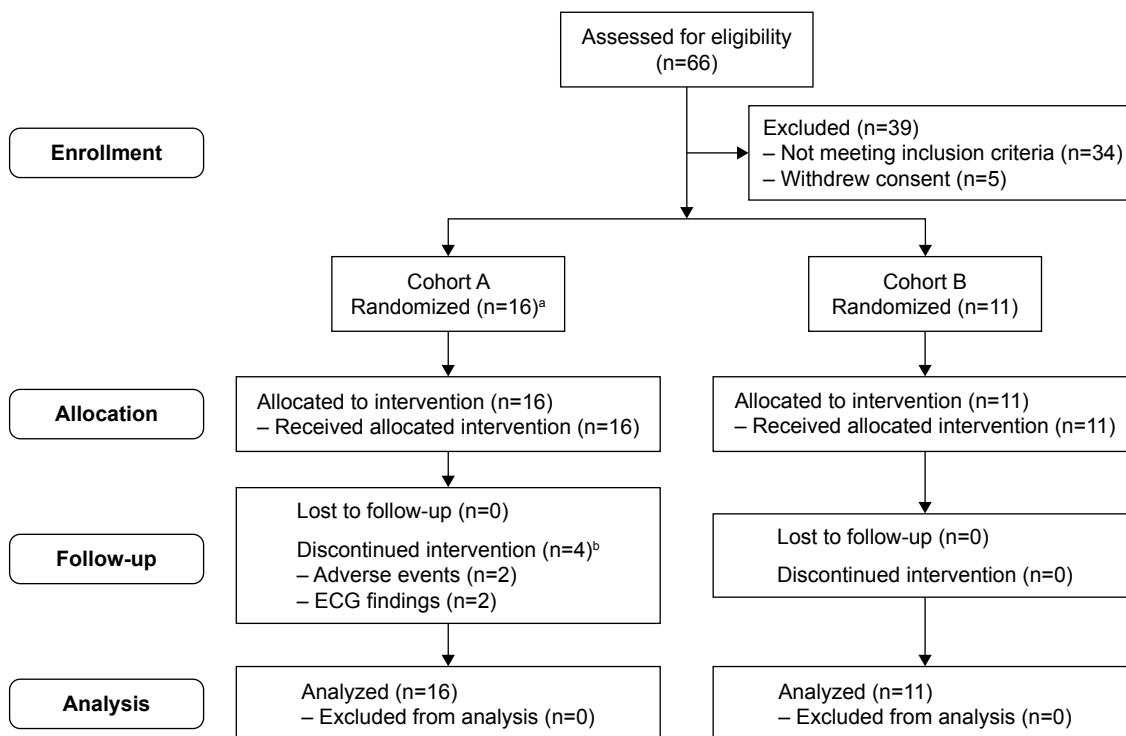 Assessed for eligibility
(n=66)
Enrollment
Excluded (n=39)
– Not meeting inclusion criteria (n=34)
– Withdrew consent (n=5)
Cohort A
Randomized (n=16)ᵃ
Cohort B
Randomized (n=11)
Allocation
Allocated to intervention (n=16)
– Received allocated intervention (n=16)
Allocated to intervention (n=11)
– Received allocated intervention (n=11)
Follow-up
Lost to follow-up (n=0)
Discontinued intervention (n=4)ᵇ
– Adverse events (n=2)
– ECG findings (n=2)
Lost to follow-up (n=0)
Discontinued intervention (n=0)
Analysis
Analyzed (n=16)
– Excluded from analysis (n=0)
Analyzed (n=11)
– Excluded from analysis (n=0)